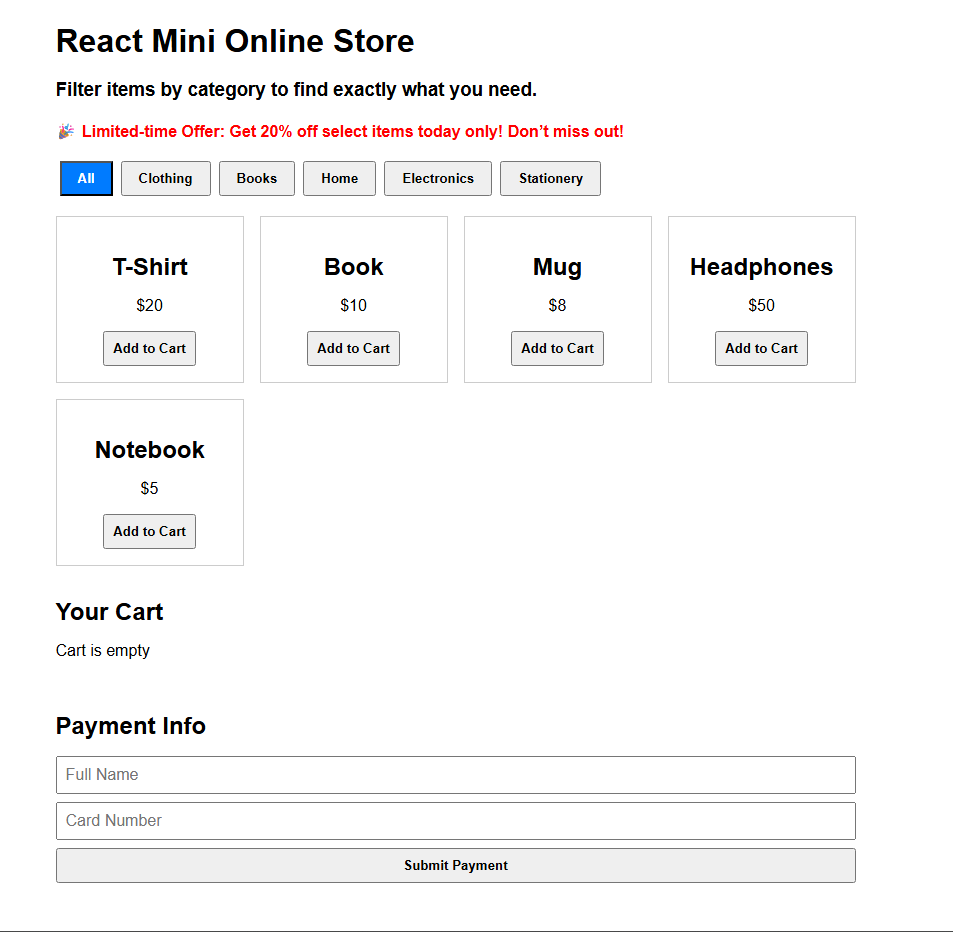 React Mini Online Store
Filter items by category to find exactly what you need.
🎉 Limited-time Offer: Get 20% off select items today only! Don’t miss out!
All Clothing Books Home Electronics Stationery
T-Shirt Book Mug Headphones
$20 $10 $8 $50
Add to Cart Add to Cart Add to Cart Add to Cart
Notebook
$5
Add to Cart
Your Cart
Cart is empty
Payment Info
Full Name
Card Number
Submit Payment